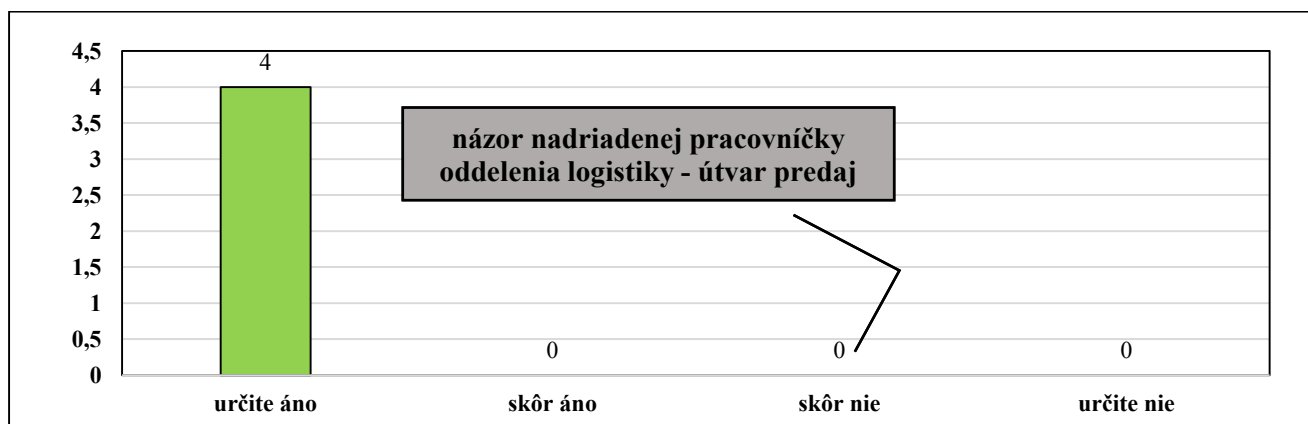 4,5
4
3,5
3
2,5
2
1,5
1
0,5
0
4
0
0
0
názor nadriadenej pracovníčky
oddelenia logistiky - útvar predaj
určite áno
skôr áno
skôr nie
určite nie